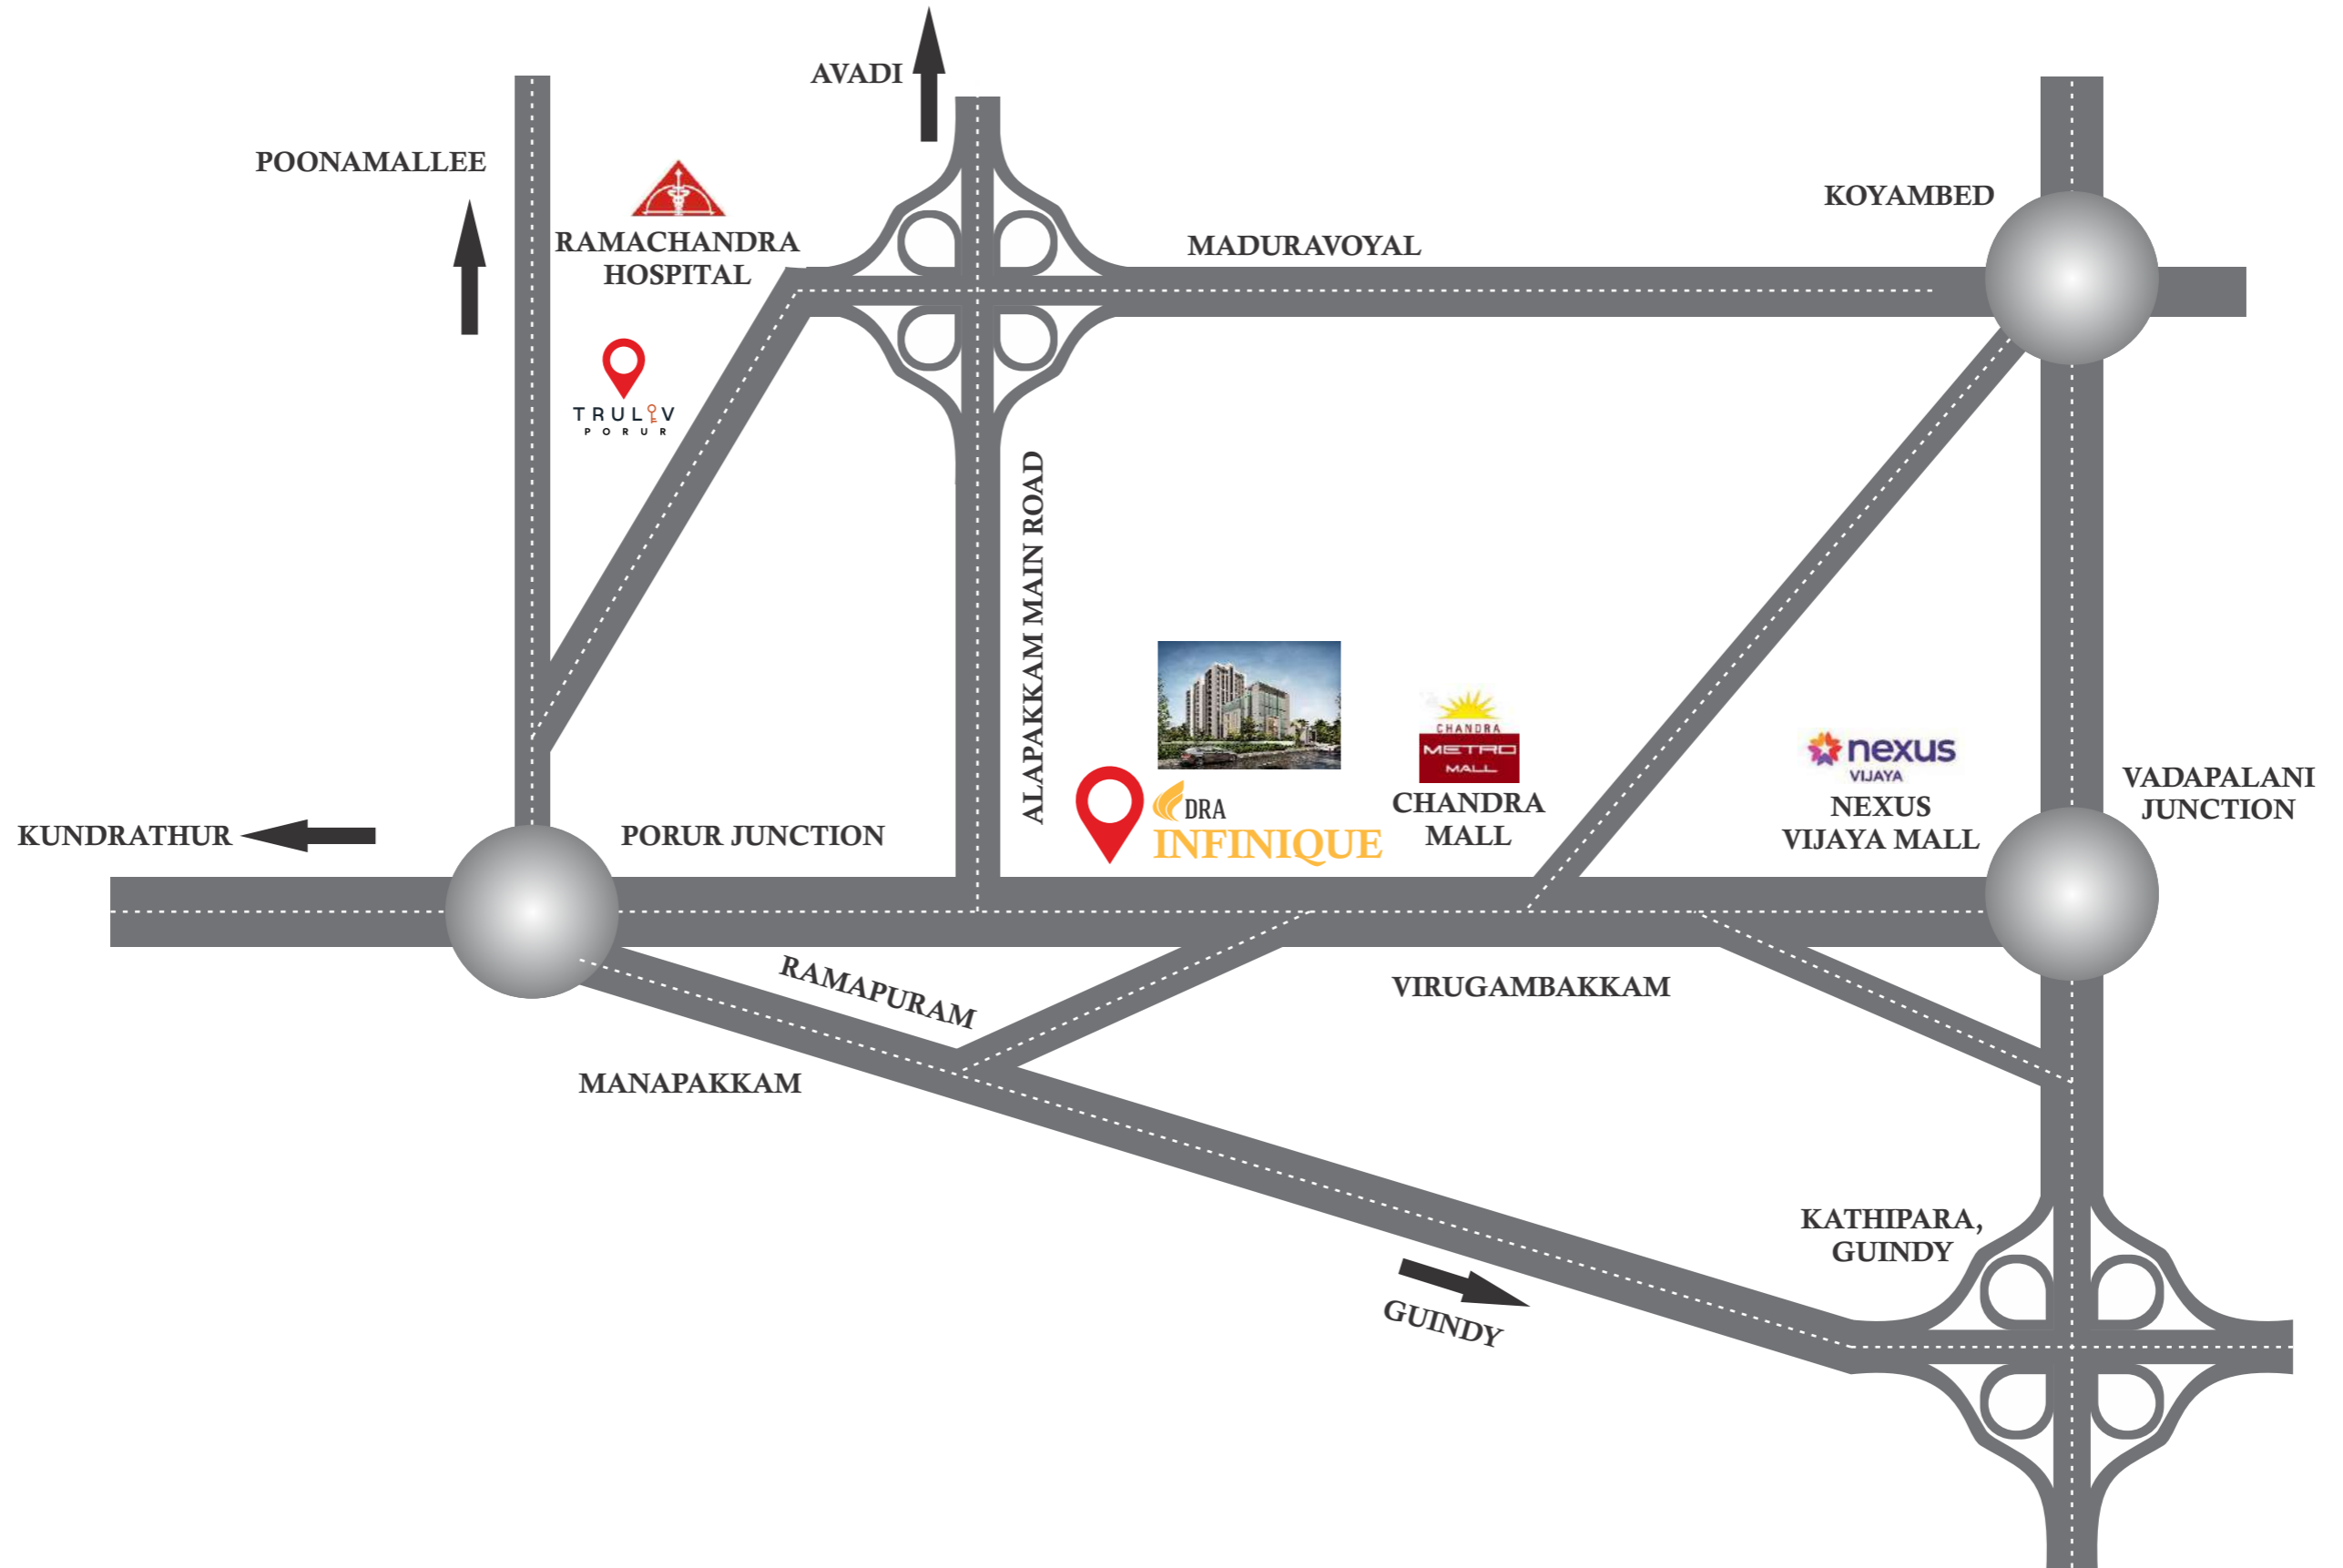 AVADI
POONAMALLEE
RAMACHANDRA
HOSPITAL
KOYAMBED
MADURAVOYAL
TRULIV
PORUR
ALAPAKKAM MAIN ROAD
CHANDRA
METRO
MALL
CHANDRA
MALL
nexus
VIJAYA
NEXUS
VIJAYA MALL
VADAPALANI
JUNCTION
KUNDRATHUR
PORUR JUNCTION
DRA
INFINIQUE
RAMAPURAM
VIRUGAMBAKKAM
MANAPAKKAM
KATHIPARA,
GUINDY
GUINDY